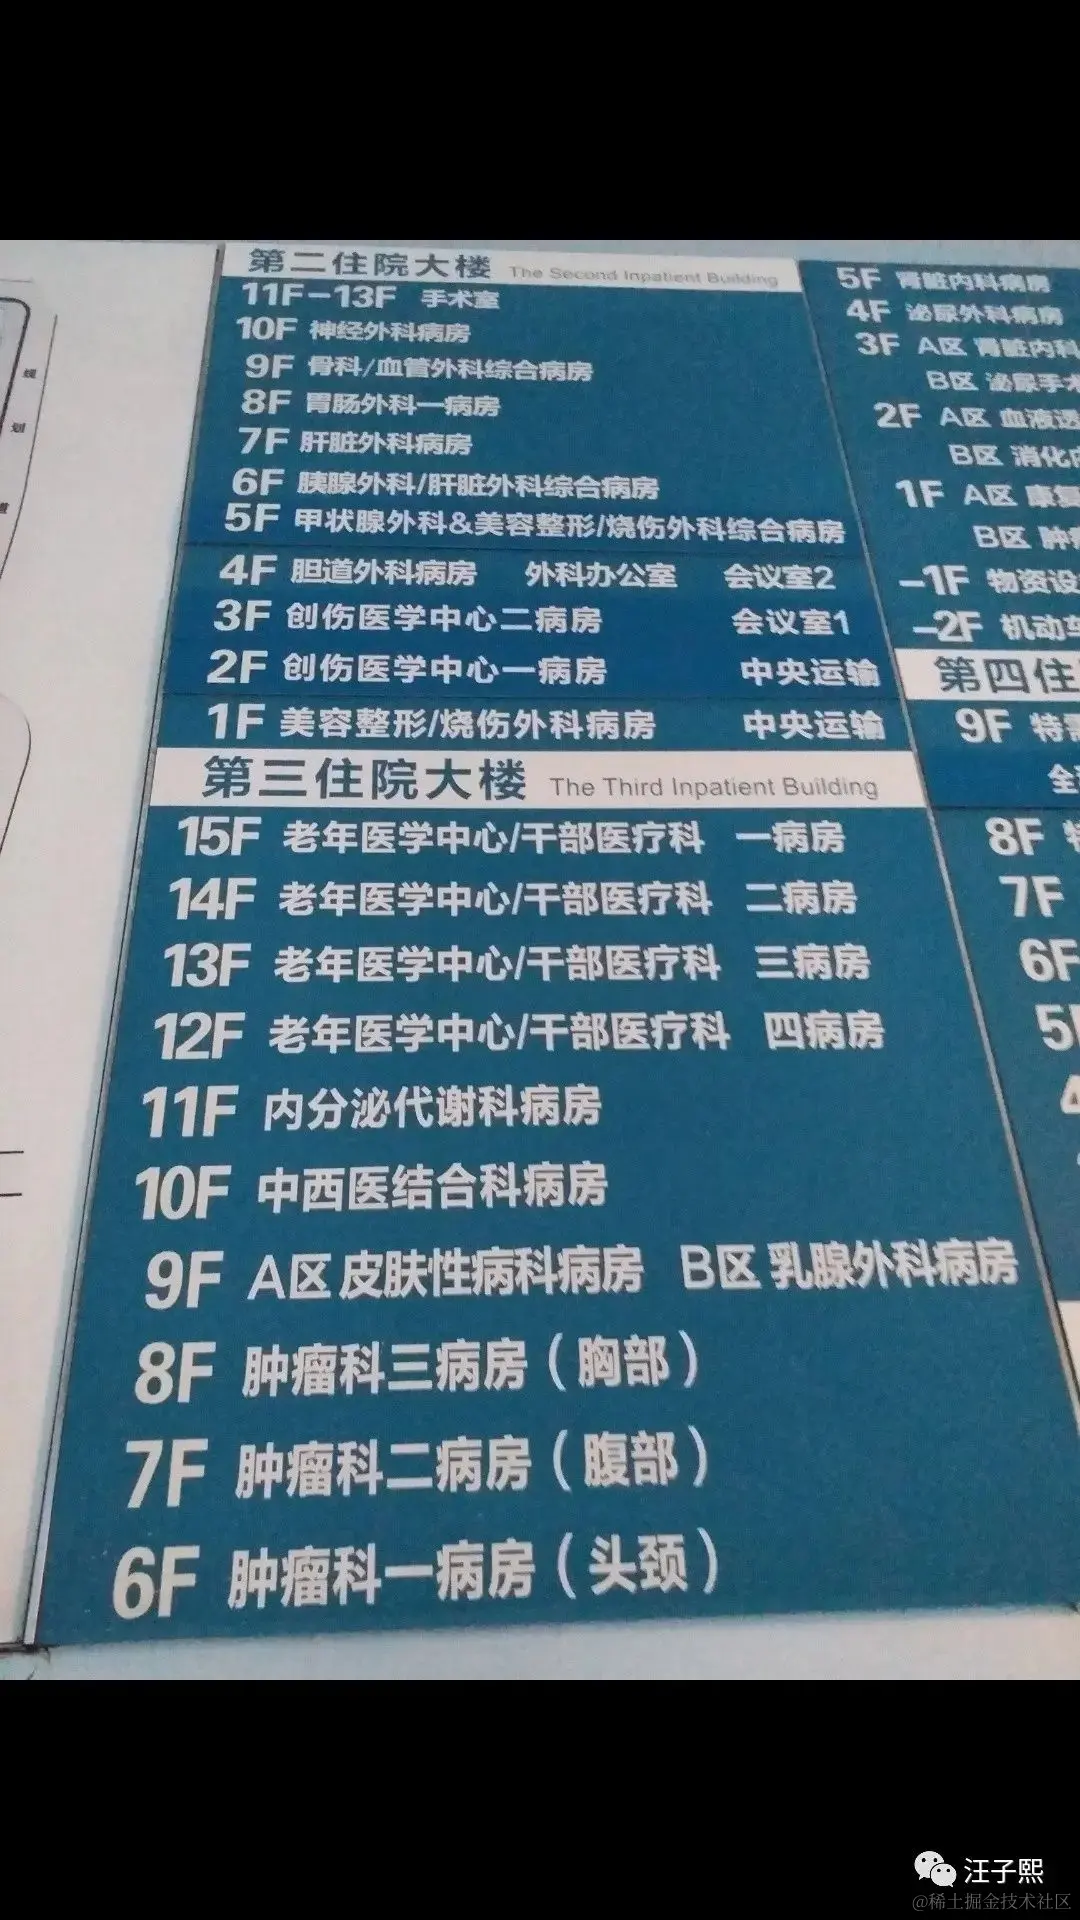 第二住院大楼 The Second Inpatient Building
11F-13F 手术室
10F 神经外科病房
9F 骨科/血管外科综合病房
8F 胃肠外科一病房
7F 肝脏外科病房
6F 胰腺外科/肝脏外科综合病房
5F 甲状腺外科&美容整形/烧伤外科综合病房
4F 胆道外科病房 外科办公室 会议室2
3F 创伤医学中心二病房 会议室1
2F 创伤医学中心一病房 中央运输
1F 美容整形/烧伤外科病房 中央运输
第三住院大楼 The Third Inpatient Building
15F 老年医学中心/干部医疗科 一病房
14F 老年医学中心/干部医疗科 二病房
13F 老年医学中心/干部医疗科 三病房
12F 老年医学中心/干部医疗科 四病房
11F 内分泌代谢科病房
10F 中西医结合科病房
9F A区 皮肤性病科病房 B区 乳腺外科病房
8F 肿瘤科三病房（胸部）
7F 肿瘤科二病房（腹部）
6F 肿瘤科一病房（头颈）
5F 肾脏内科病房
4F 泌尿外科病房
3F A区 肾脏内科
B区 泌尿手术
2F A区 血液透
B区 消化
1F A区 康复
B区 肿瘤
-1F 物资设
-2F 机动车
第四住
9F 特需
全
8F
7F
6F
5F
4
划
道
汪子熙
@稀土掘金技术社区